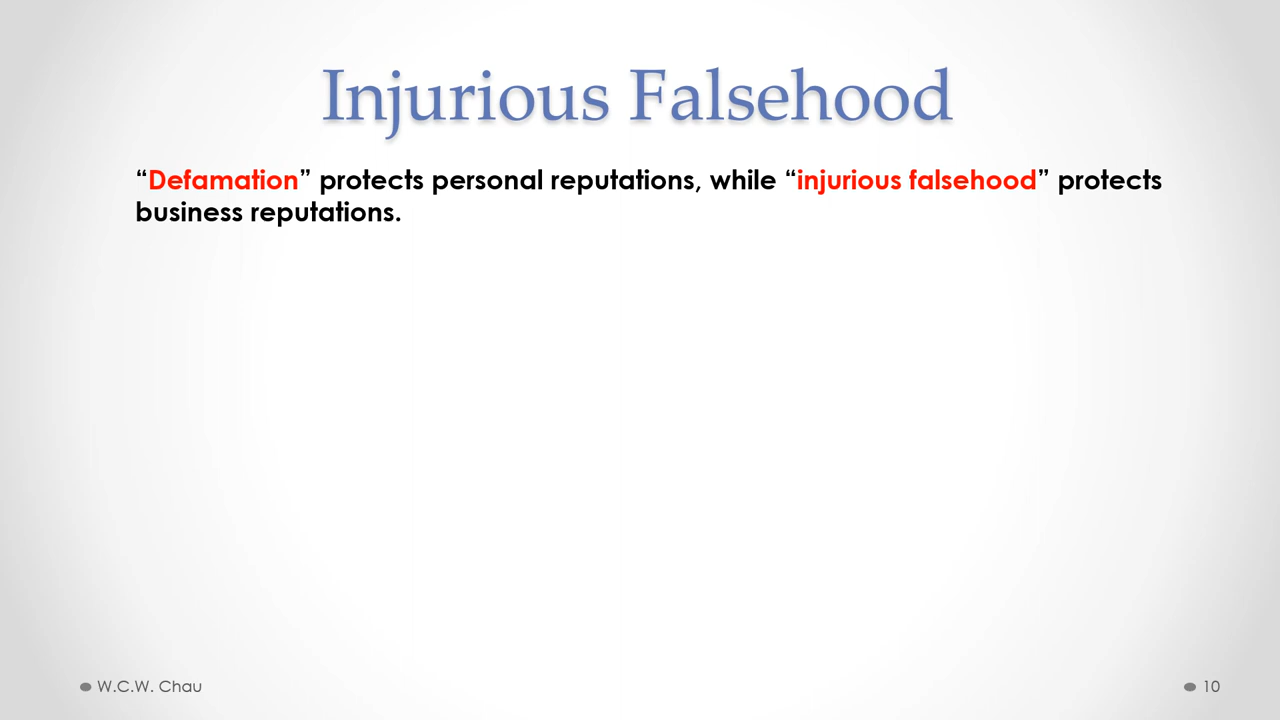 Injurious Falsehood
“Defamation” protects personal reputations, while “injurious falsehood” protects
business reputations.
W.C.W. Chau
10